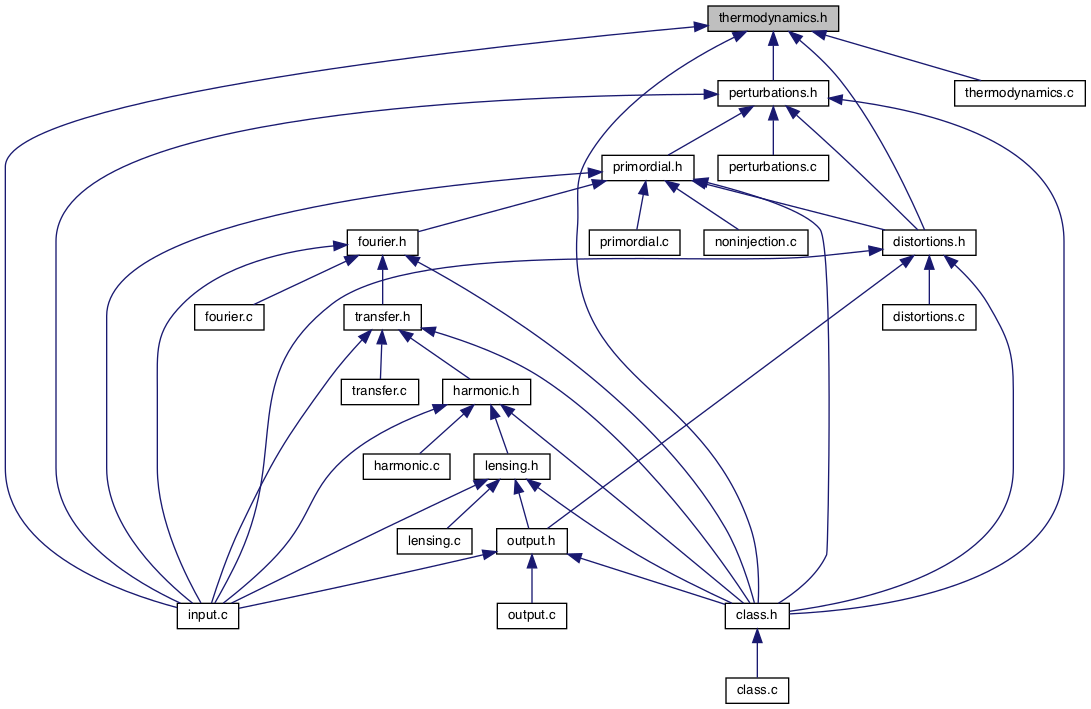 thermodynamics.h
perturbations.h
thermodynamics.c
primordial.h
perturbations.c
fourier.h
primordial.c
noninjection.c
distortions.h
fourier.c
transfer.h
distortions.c
transfer.c
harmonic.h
harmonic.c
lensing.h
lensing.c
output.h
input.c
output.c
class.h
class.c